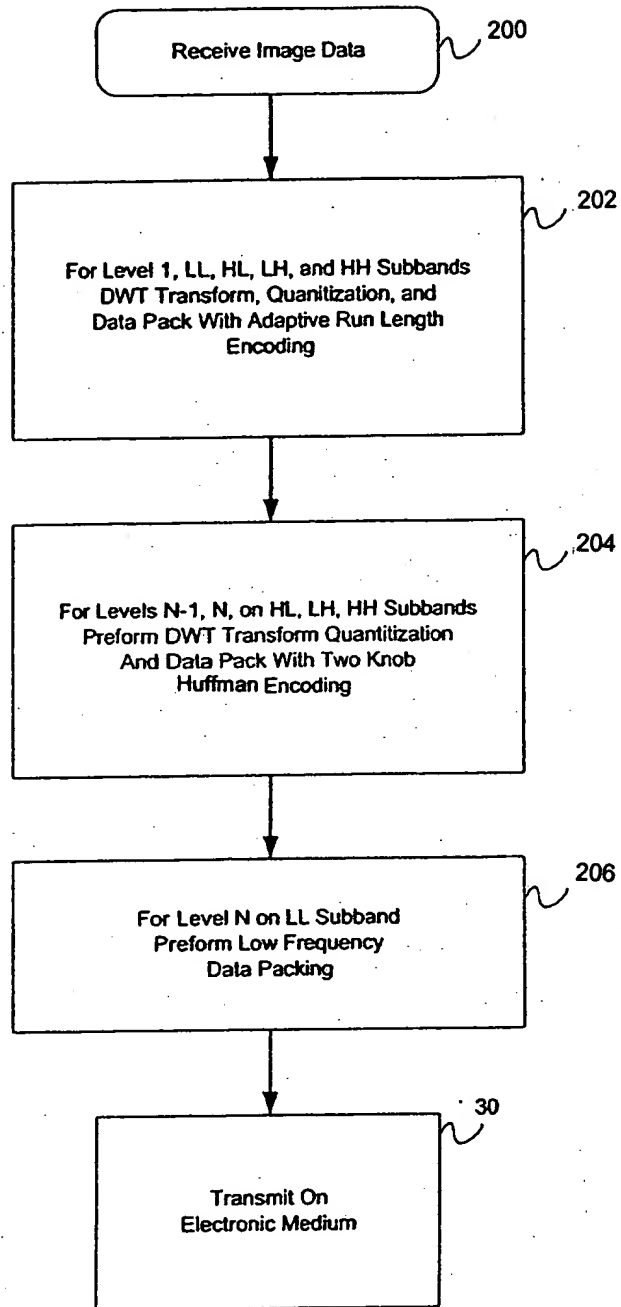 Receive Image Data
200
202
For Level 1, LL, HL, LH, and HH Subbands
DWT Transform, Quanitization, and
Data Pack With Adaptive Run Length
Encoding
204
For Levels N-1, N, on HL, LH, HH Subbands
Preform DWT Transform Quantitization
And Data Pack With Two Knob
Huffman Encoding
206
For Level N on LL Subband
Preform Low Frequency
Data Packing
30
Transmit On
Electronic Medium